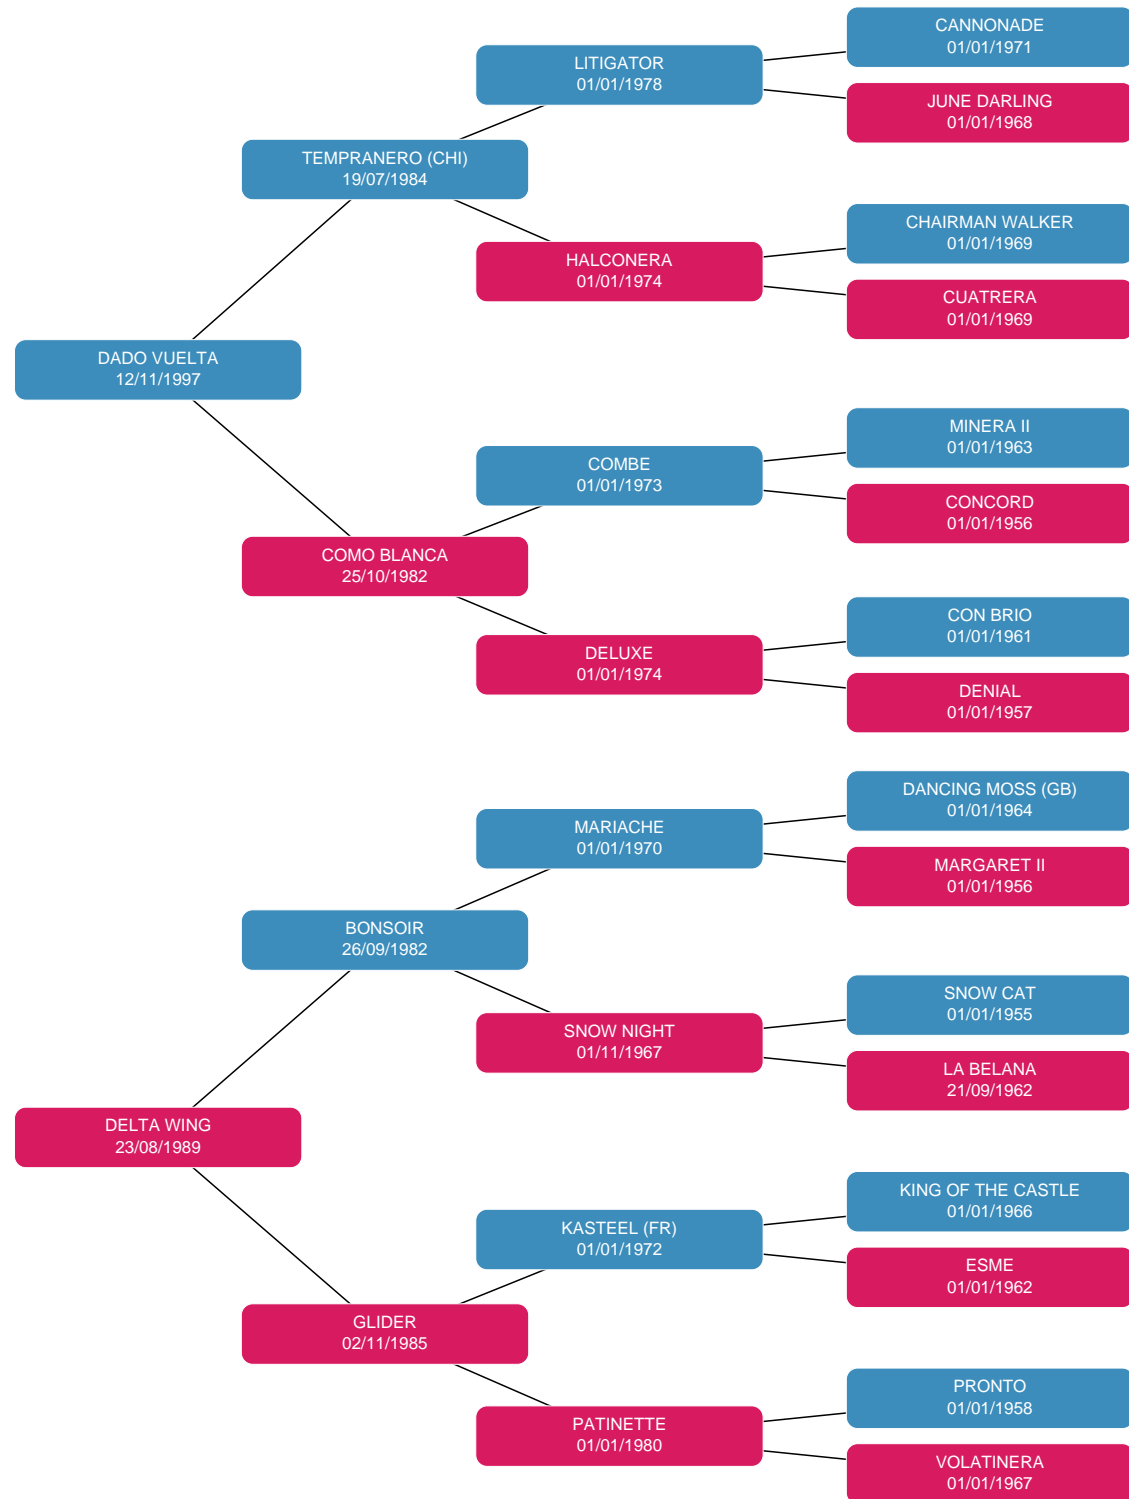 CANNONADE
01/01/1971
LITIGATOR
01/01/1978
JUNE DARLING
01/01/1968
TEMPRANERO (CHI)
19/07/1984
CHAIRMAN WALKER
01/01/1969
HALCONERA
01/01/1974
CUATRERA
01/01/1969
DADO VUELTA
12/11/1997
MINERA II
01/01/1963
COMBE
01/01/1973
CONCORD
01/01/1956
COMO BLANCA
25/10/1982
CON BRIO
01/01/1961
DELUXE
01/01/1974
DENIAL
01/01/1957
DANCING MOSS (GB)
01/01/1964
MARIACHE
01/01/1970
MARGARET II
01/01/1956
BONSOIR
26/09/1982
SNOW CAT
01/01/1955
SNOW NIGHT
01/11/1967
LA BELANA
21/09/1962
DELTA WING
23/08/1989
KING OF THE CASTLE
01/01/1966
KASTEEL (FR)
01/01/1972
ESME
01/01/1962
GLIDER
02/11/1985
PRONTO
01/01/1958
PATINETTE
01/01/1980
VOLATINERA
01/01/1967